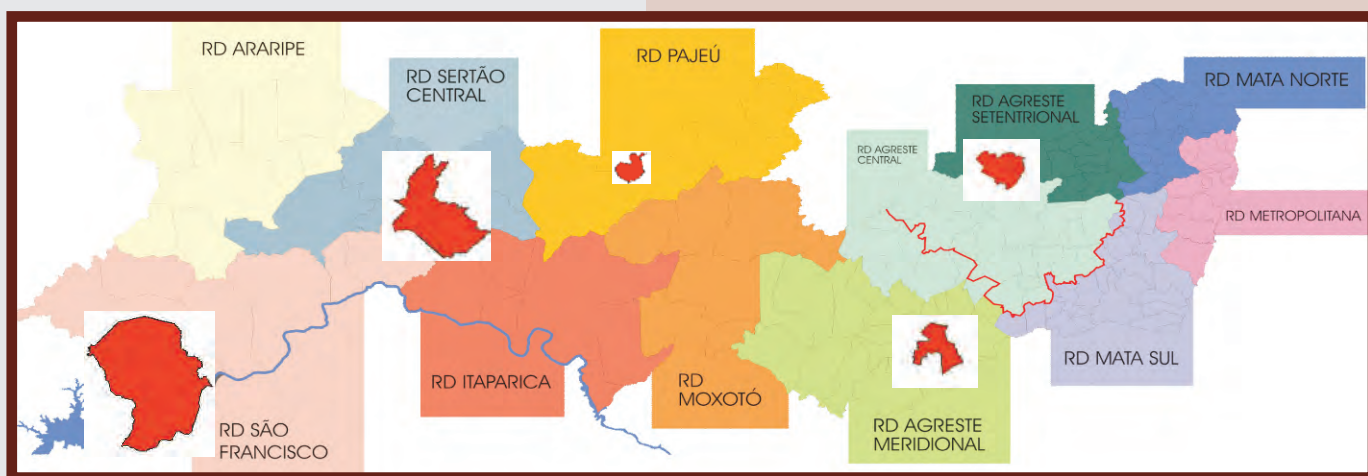 RD ARARIPE
RD SERTÃO
CENTRAL
RD PAJEÚ
RD AGRESTE
CENTRAL
RD AGRESTE
SETENTRIONAL
RD MATA NORTE
RD METROPOLITANA
RD MATA SUL
RD AGRESTE
MERIDIONAL
RD
MOXOTÓ
RD ITAPARICA
RD SÃO
FRANCISCO